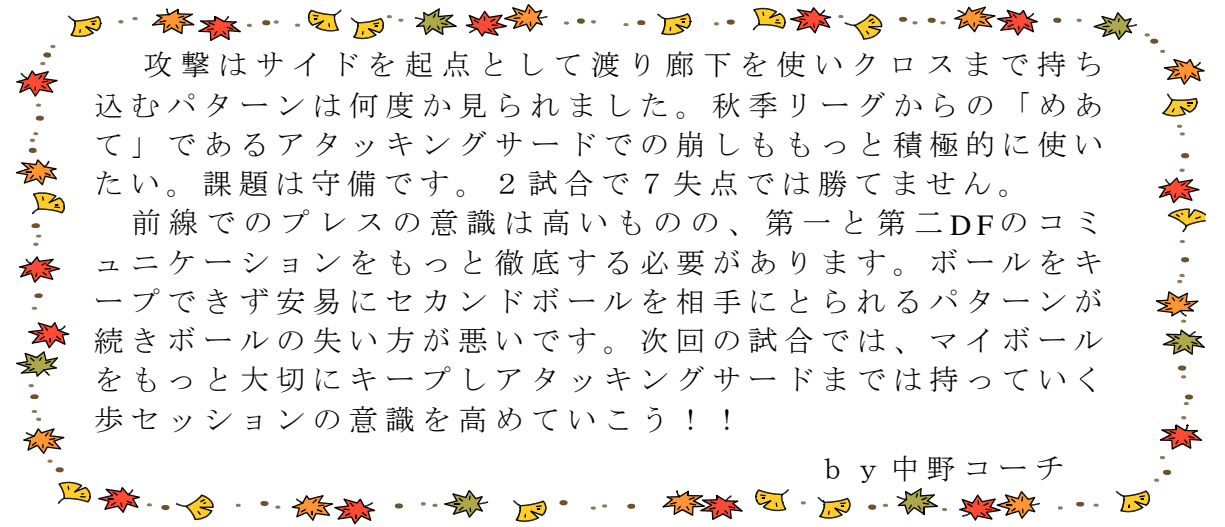 攻撃はサイドを起点として渡り廊下を使いクロスまで持ち
込むパターンは何度か見られました。秋季リーグからの「めあ
て」であるアタッキングサードでの崩しももっと積極的に使い
たい。課題は守備です。２試合で７失点では勝てません。
前線でのプレスの意識は高いものの、第一と第二DFのコミ
ュニケーションをもっと徹底する必要があります。ボールをキ
ープできず安易にセカンドボールを相手にとられるパターンが
続きボールの失い方が悪いです。次回の試合では、マイボール
をもっと大切にキープしアタッキングサードまでは持っていく
歩セッションの意識を高めていこう！！
ｂｙ中野コーチ